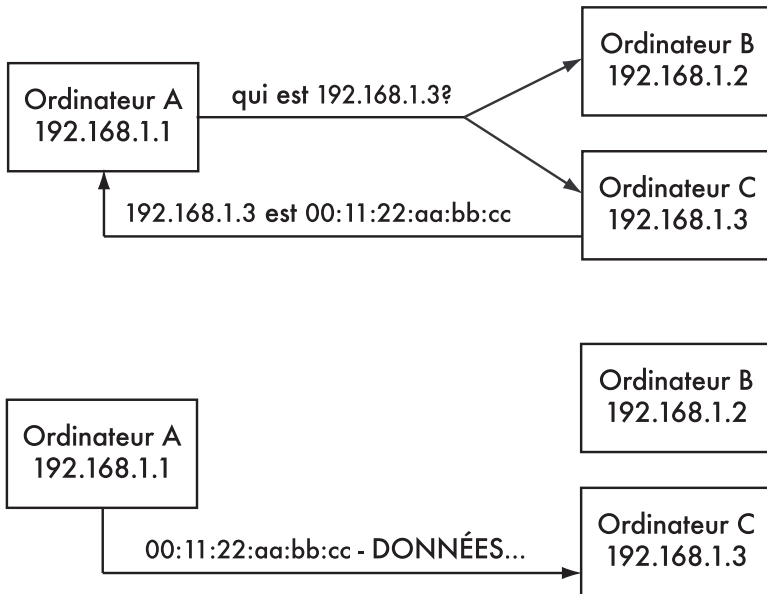 Ordinateur A
192.168.1.1
qui est 192.168.1.3?
Ordinateur B
192.168.1.2
192.168.1.3 est 00:11:22:aa:bb:cc
Ordinateur C
192.168.1.3
Ordinateur B
192.168.1.2
Ordinateur A
192.168.1.1
00:11:22:aa:bb:cc - DONNÉES...
Ordinateur C
192.168.1.3